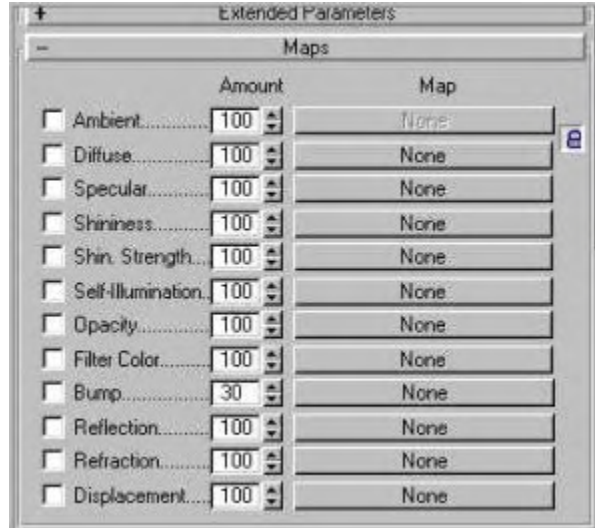 + Extended Parameters
- Maps
Amount Map
Ambient............ 100 None
Diffuse............ 100 None
Specular........... 100 None
Shininess.......... 100 None
Shin. Strength.... 100 None
Self-Illumination.. 100 None
Opacity............ 100 None
Filter Color........ 100 None
Bump............... 30 None
Reflection.......... 100 None
Refraction......... 100 None
Displacement.... 100 None